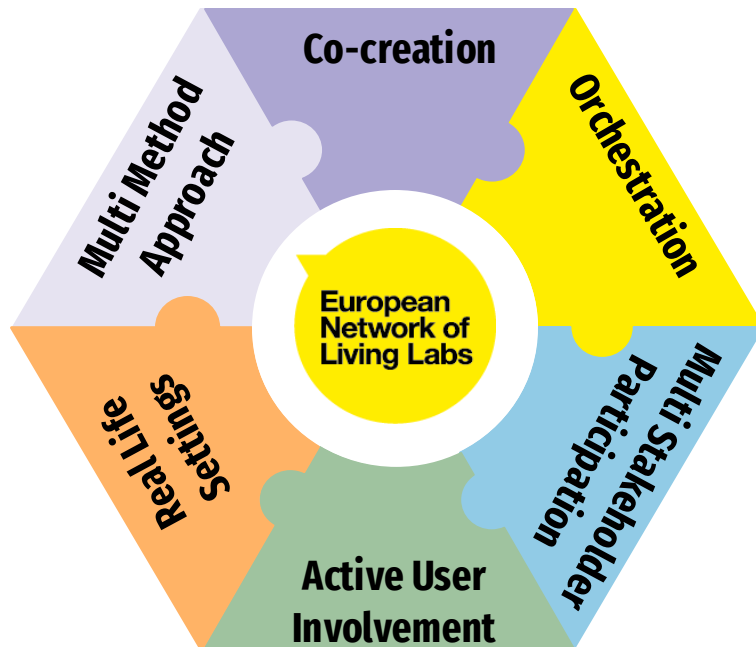 Co-creation
Orchestration
Multi Stakeholder
Participation
Active User
Involvement
Real Life
Settings
Multi Method
Approach
European
Network of
Living Labs